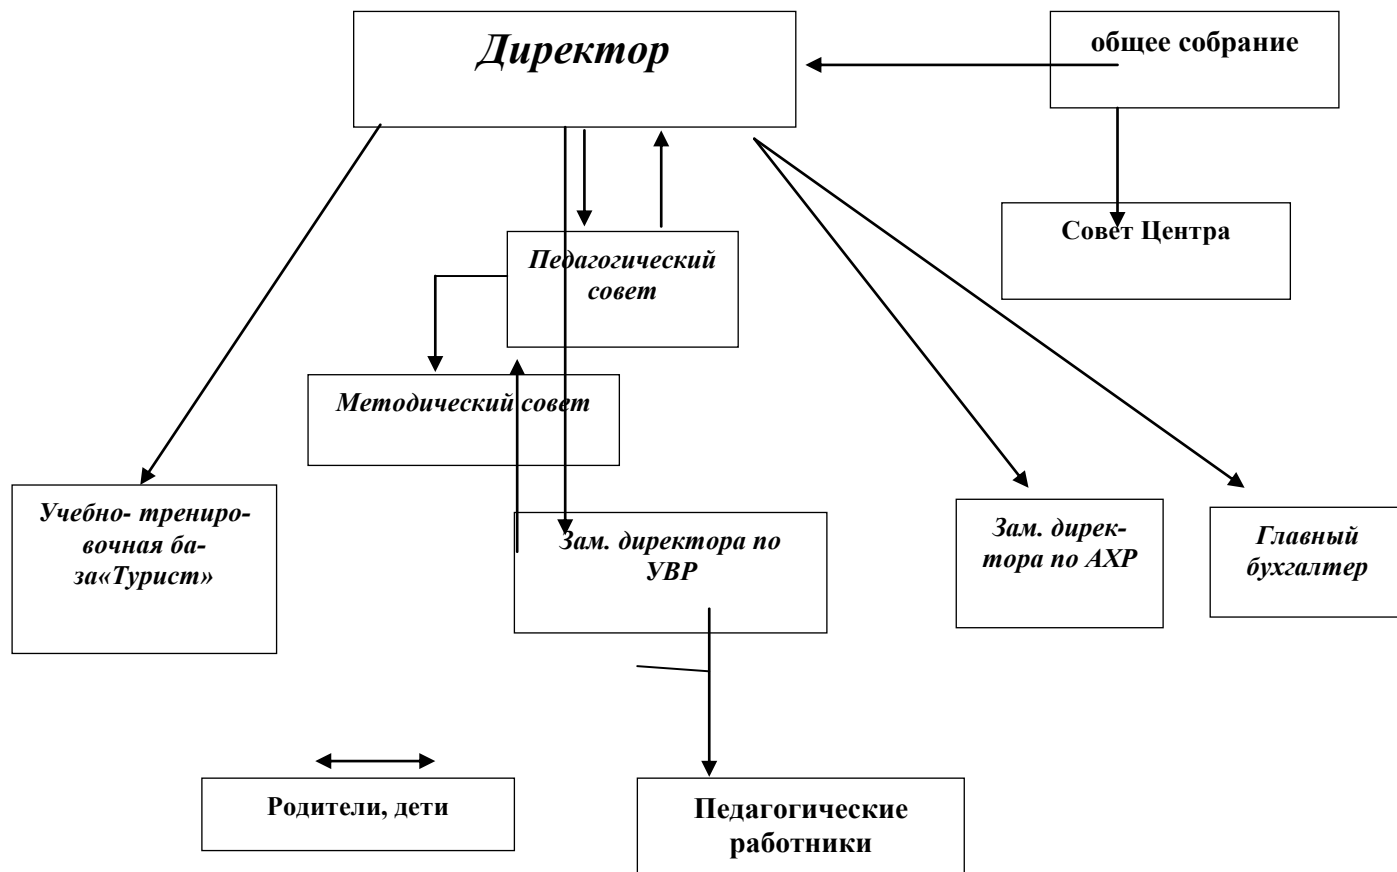 Директор
общее собрание
Совет Центра
Педагогический
совет
Методический совет
Учебно- трениро-
вочная ба-
за«Турист»
Зам. директора по
УВР
Зам. дирек-
тора по АХР
Главный
бухгалтер
Родители, дети
Педагогические
работники